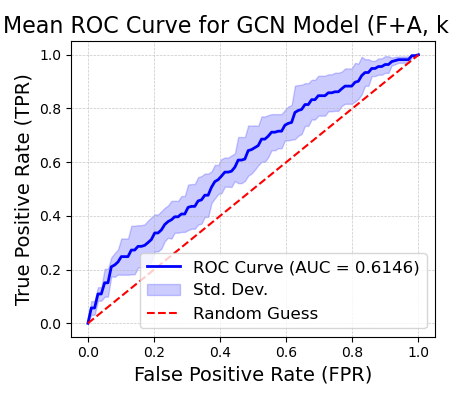 Mean ROC Curve for GCN Model (F+A, k
True Positive Rate (TPR)
1.0
0.8
0.6
0.4
0.2
0.0
ROC Curve (AUC = 0.6146)
Std. Dev.
Random Guess
0.0 0.2 0.4 0.6 0.8 1.0
False Positive Rate (FPR)